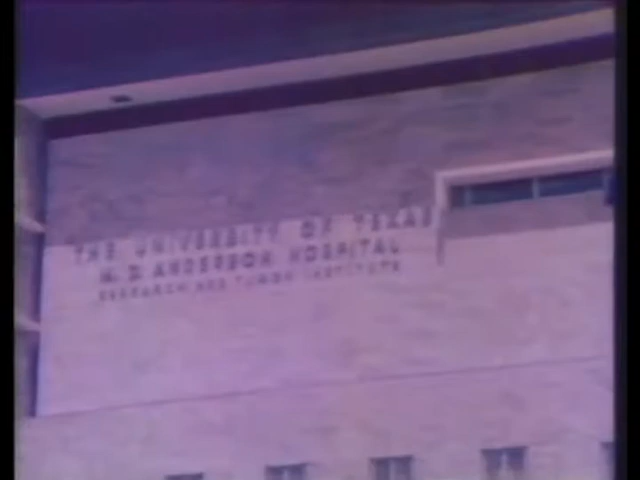 THE UNIVERSITY OF TEXAS
M. D. ANDERSON HOSPITAL
RESEARCH AND TUMOR INSTITUTE